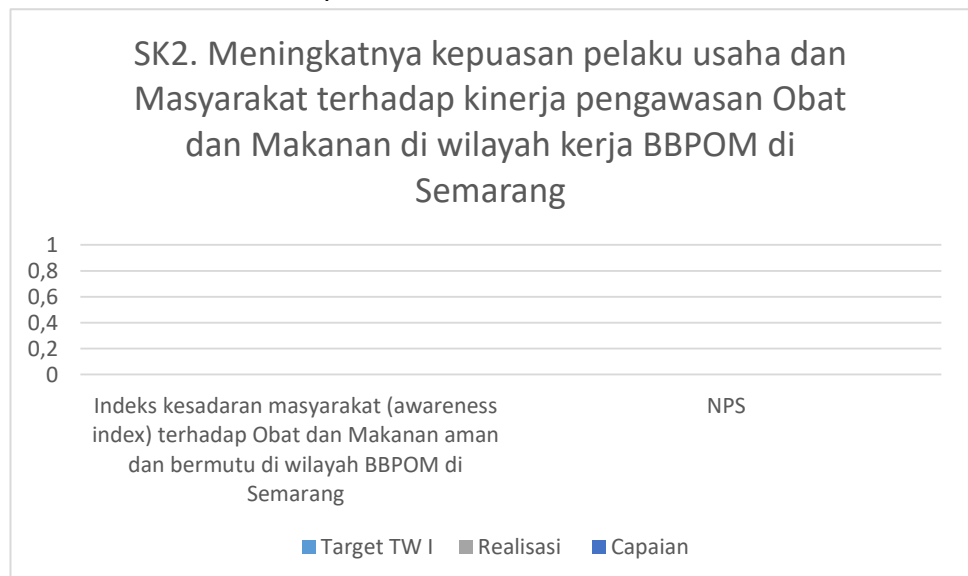 SK2. Meningkatnya kepuasan pelaku usaha dan
Masyarakat terhadap kinerja pengawasan Obat
dan Makanan di wilayah kerja BBPOM di
Semarang
1
0,8
0,6
0,4
0,2
0
Indeks kesadaran masyarakat (awareness
index) terhadap Obat dan Makanan aman
dan bermutu di wilayah BBPOM di
Semarang
NPS
Target TW I Realisasi Capaian